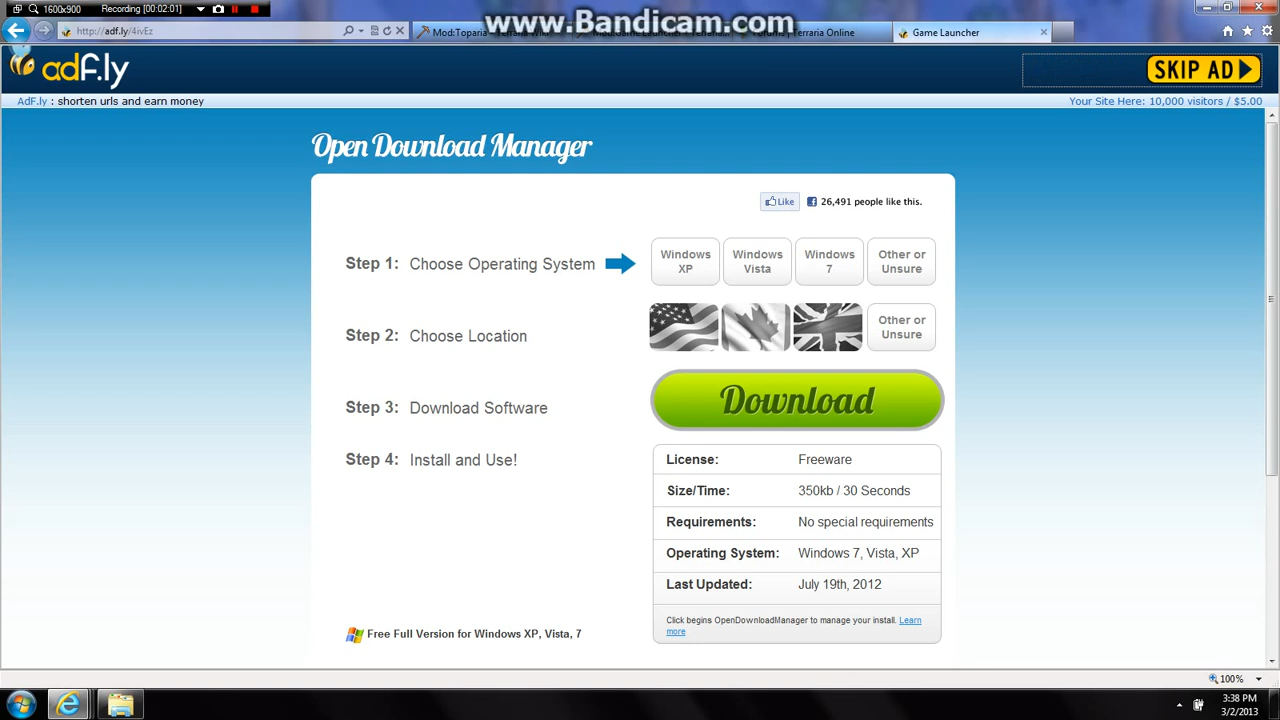 1600x900 Recording [00:02:01]
www.Bandicam.com
http://adf.ly/4ivEz
Mod:Toparia - Terraria
Terraria Online
Game Launcher
adf.ly
SKIP AD
AdF.ly : shorten urls and earn money
Your Site Here: 10,000 visitors / $5.00
Open Download Manager
Like
26,491 people like this.
Step 1: Choose Operating System
Windows XP
Windows Vista
Windows 7
Other or Unsure
Step 2: Choose Location
Other or Unsure
Step 3: Download Software
Download
Step 4: Install and Use!
License: Freeware
Size/Time: 350kb / 30 Seconds
Requirements: No special requirements
Operating System: Windows 7, Vista, XP
Last Updated: July 19th, 2012
Click begins OpenDownloadManager to manage your install. Learn
more
Free Full Version for Windows XP, Vista, 7
100%
3:38 PM
3/2/2013